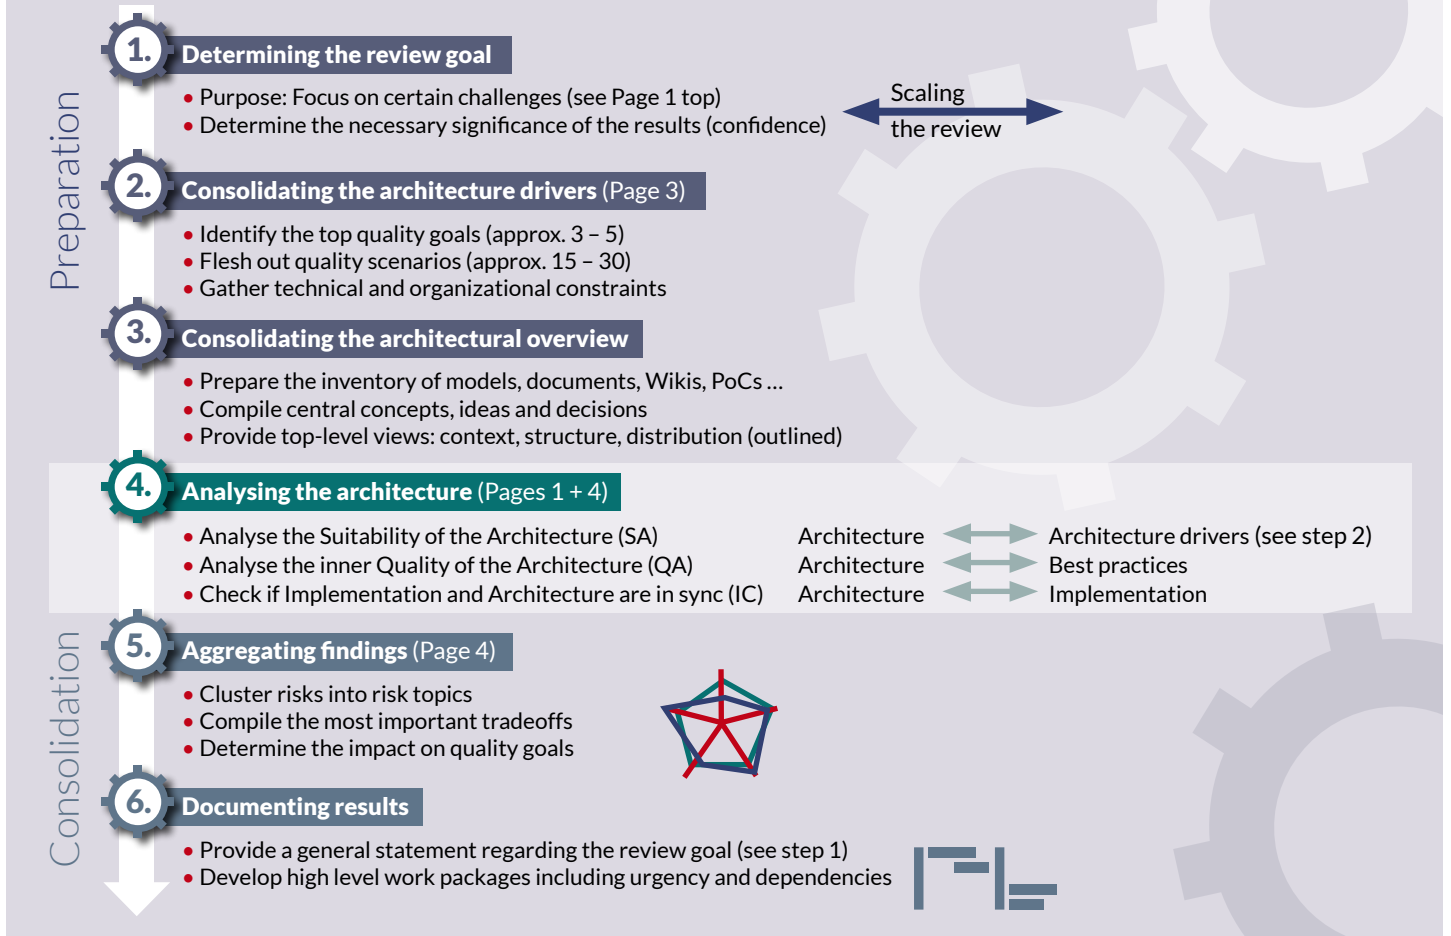 Preparation
1. Determining the review goal
• Purpose: Focus on certain challenges (see Page 1 top)
• Determine the necessary significance of the results (confidence)
Scaling
the review
2. Consolidating the architecture drivers (Page 3)
• Identify the top quality goals (approx. 3 – 5)
• Flesh out quality scenarios (approx. 15 – 30)
• Gather technical and organizational constraints
3. Consolidating the architectural overview
• Prepare the inventory of models, documents, Wikis, PoCs ...
• Compile central concepts, ideas and decisions
• Provide top-level views: context, structure, distribution (outlined)
4. Analysing the architecture (Pages 1 + 4)
• Analyse the Suitability of the Architecture (SA) Architecture Architecture drivers (see step 2)
• Analyse the inner Quality of the Architecture (QA) Architecture Best practices
• Check if Implementation and Architecture are in sync (IC) Architecture Implementation
Consolidation
5. Aggregating findings (Page 4)
• Cluster risks into risk topics
• Compile the most important tradeoffs
• Determine the impact on quality goals
6. Documenting results
• Provide a general statement regarding the review goal (see step 1)
• Develop high level work packages including urgency and dependencies